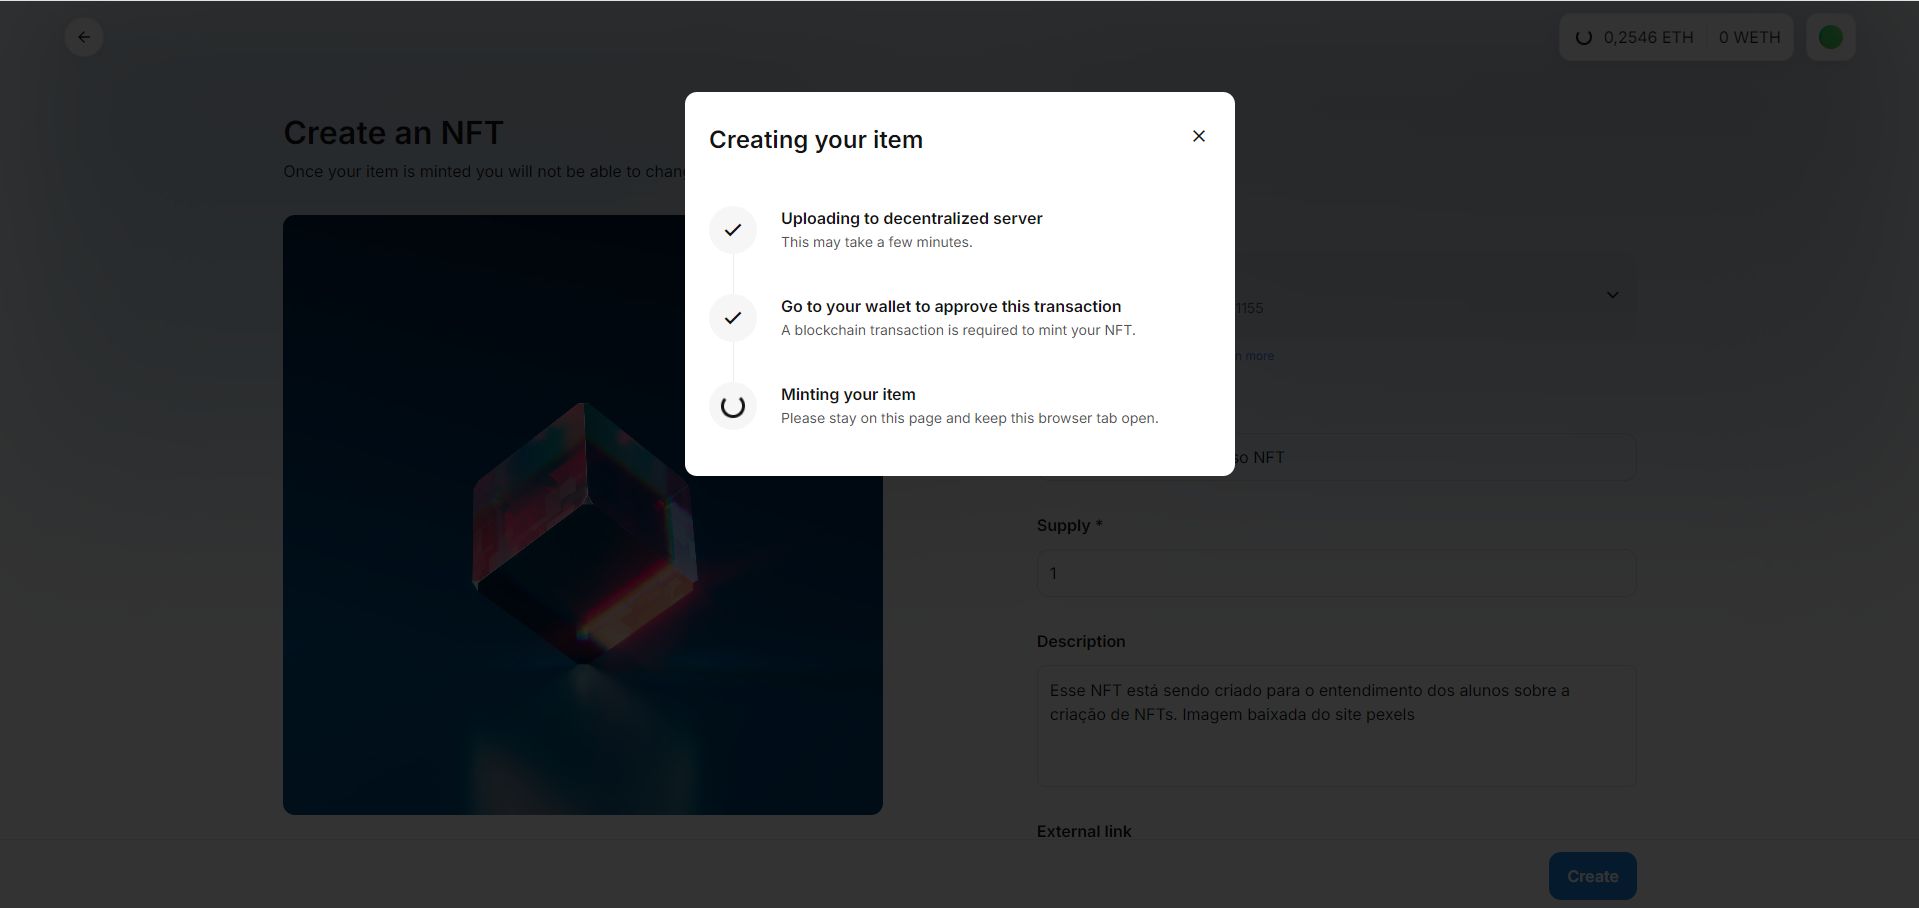 0,2546 ETH 0 WETH
Create an NFT
Once your item is minted you will not be able to
Creating your item
Uploading to decentralized server
This may take a few minutes.
Go to your wallet to approve this transaction
A blockchain transaction is required to mint your NFT.
Minting your item
Please stay on this page and keep this browser tab open.
1155
more
NFT
Supply *
1
Description
Esse NFT está sendo criado para o entendimento dos alunos sobre a
criação de NFTs. Imagem baixada do site pexels
External link
Create